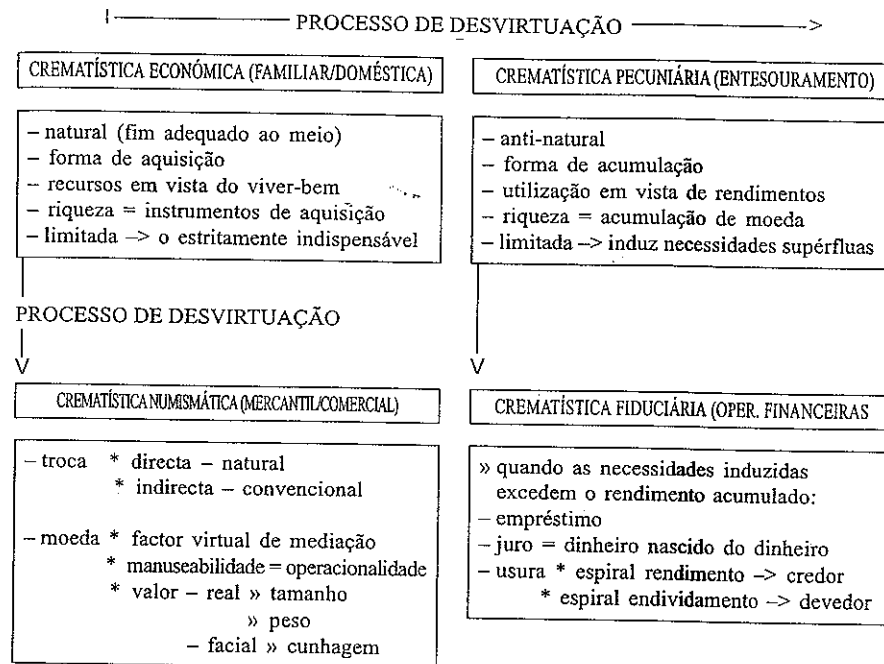 PROCESSO DE DESVIRTUAÇÃO
CREMATÍSTICA ECONÓMICA (FAMILIAR/DOMÉSTICA)
– natural (fim adequado ao meio)
– forma de aquisição
– recursos em vista do viver-bem
– riqueza = instrumentos de aquisição
– limitada –> o estritamente indispensável
CREMATÍSTICA PECUNIÁRIA (ENTESOURAMENTO)
– anti-natural
– forma de acumulação
– utilização em vista de rendimentos
– riqueza = acumulação de moeda
– limitada –> induz necessidades supérfluas
PROCESSO DE DESVIRTUAÇÃO
CREMATÍSTICA NUMISMÁTICA (MERCANTIL/COMERCIAL)
– troca * directa – natural
* indirecta – convencional
– moeda * factor virtual de mediação
* manuseabilidade = operacionalidade
* valor – real » tamanho
» peso
– facial » cunhagem
CREMATÍSTICA FIDUCIÁRIA (OPER. FINANCEIRAS
» quando as necessidades induzidas
excedem o rendimento acumulado:
– empréstimo
– juro = dinheiro nascido do dinheiro
– usura * espiral rendimento –> credor
* espiral endividamento –> devedor